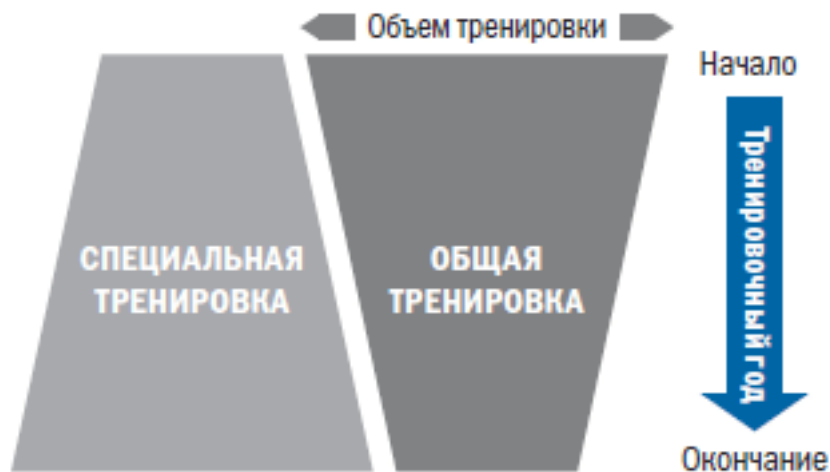 Объем тренировки
Начало
СПЕЦИАЛЬНАЯ
ТРЕНИРОВКА
ОБЩАЯ
ТРЕНИРОВКА
Тренировочный год
Окончание